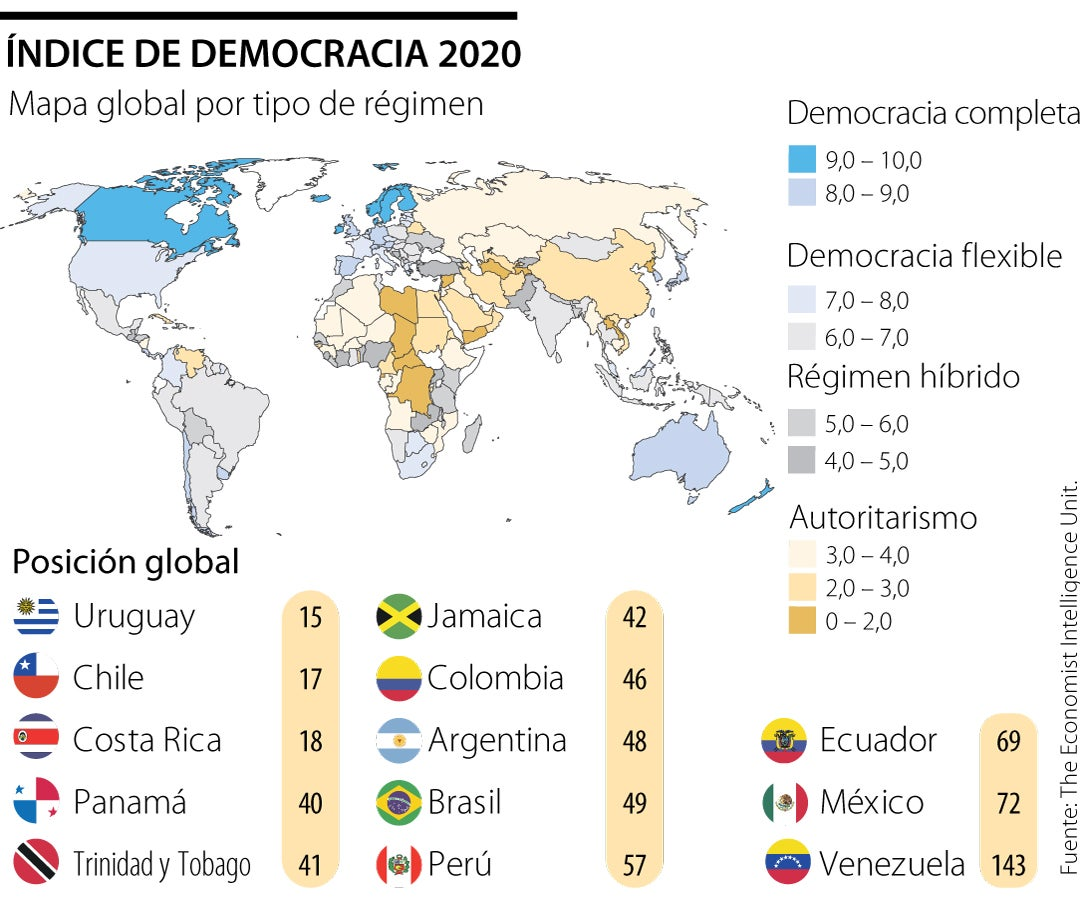 ÍNDICE DE DEMOCRACIA 2020
Mapa global por tipo de régimen
Democracia completa
9,0 – 10,0
8,0 – 9,0
Democracia flexible
7,0 – 8,0
6,0 – 7,0
Régimen híbrido
5,0 – 6,0
4,0 – 5,0
Autoritarismo
3,0 – 4,0
2,0 – 3,0
0 – 2,0
Posición global
Uruguay 15
Chile 17
Costa Rica 18
Panamá 40
Trinidad y Tobago 41
Jamaica 42
Colombia 46
Argentina 48
Brasil 49
Perú 57
Ecuador 69
México 72
Venezuela 143
Fuente: The Economist Intelligence Unit.